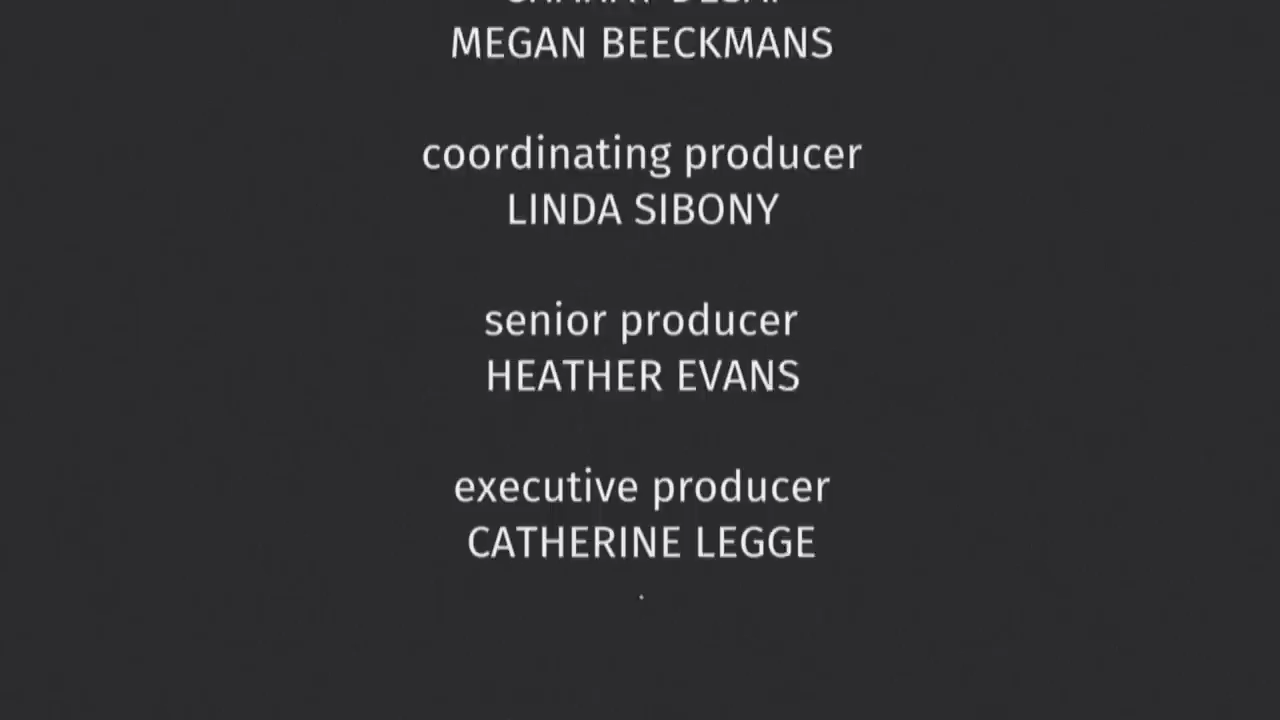 MEGAN BEECKMANS
coordinating producer
LINDA SIBONY
senior producer
HEATHER EVANS
executive producer
CATHERINE LEGGE
.